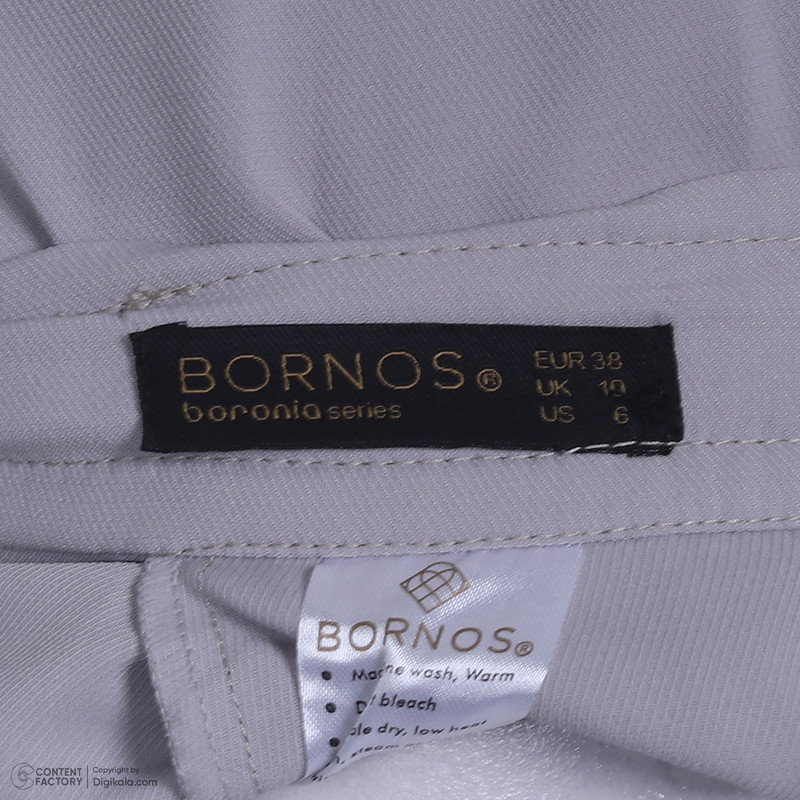 BORNOS®
boronia series
EUR 38
UK 10
US 6
BORNOS®
• wash, Warm
• bleach
dry, low heat
steam
CONTENT FACTORY
Copyright by
Digikala.com